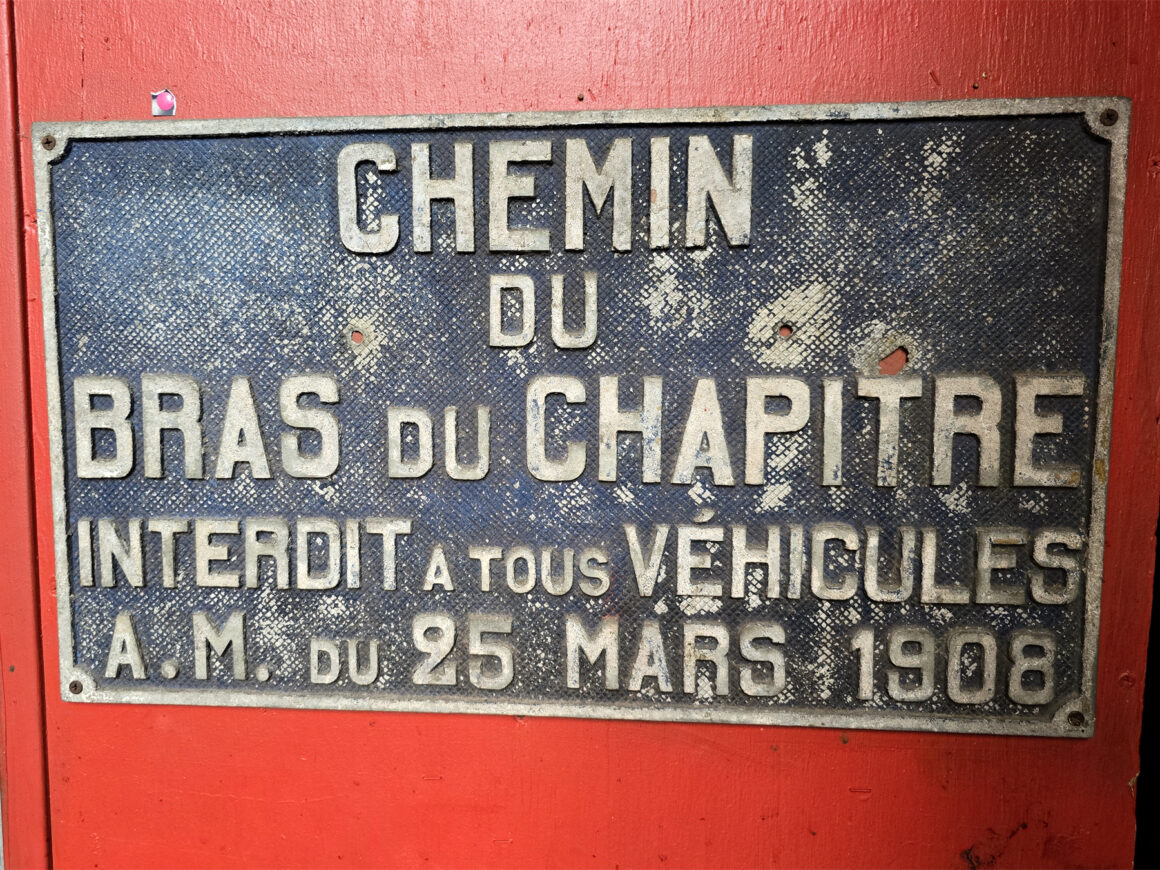 CHEMIN
DU
BRAS DU CHAPITRE
INTERDIT A TOUS VÉHICULES
A.M. DU 25 MARS 1908